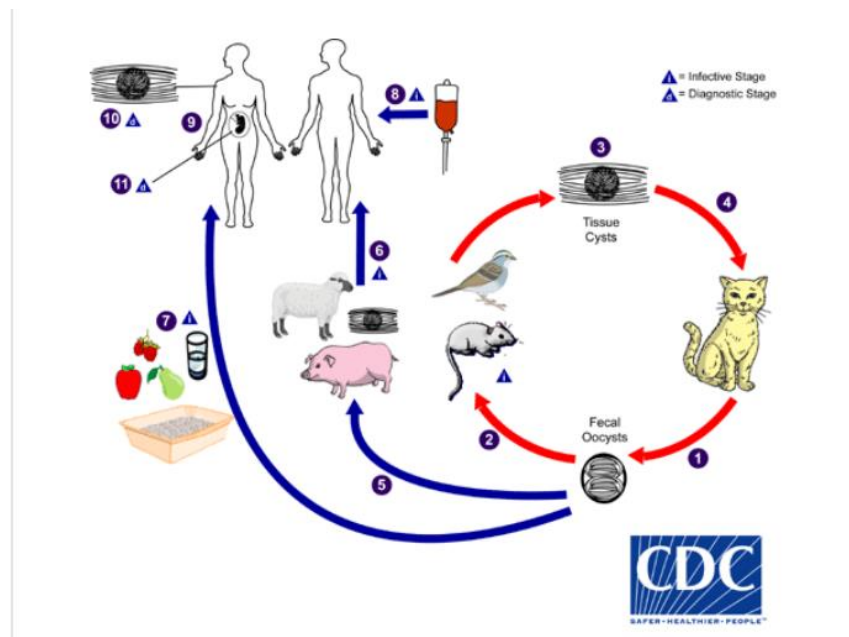 i = Infective Stage
d = Diagnostic Stage
10 d
9
8 i
11 d
3
Tissue
Cysts
4
6
i
7 i
i
Fecal
Oocysts
2
1
5
CDC
SAFER•HEALTHIER•PEOPLE™